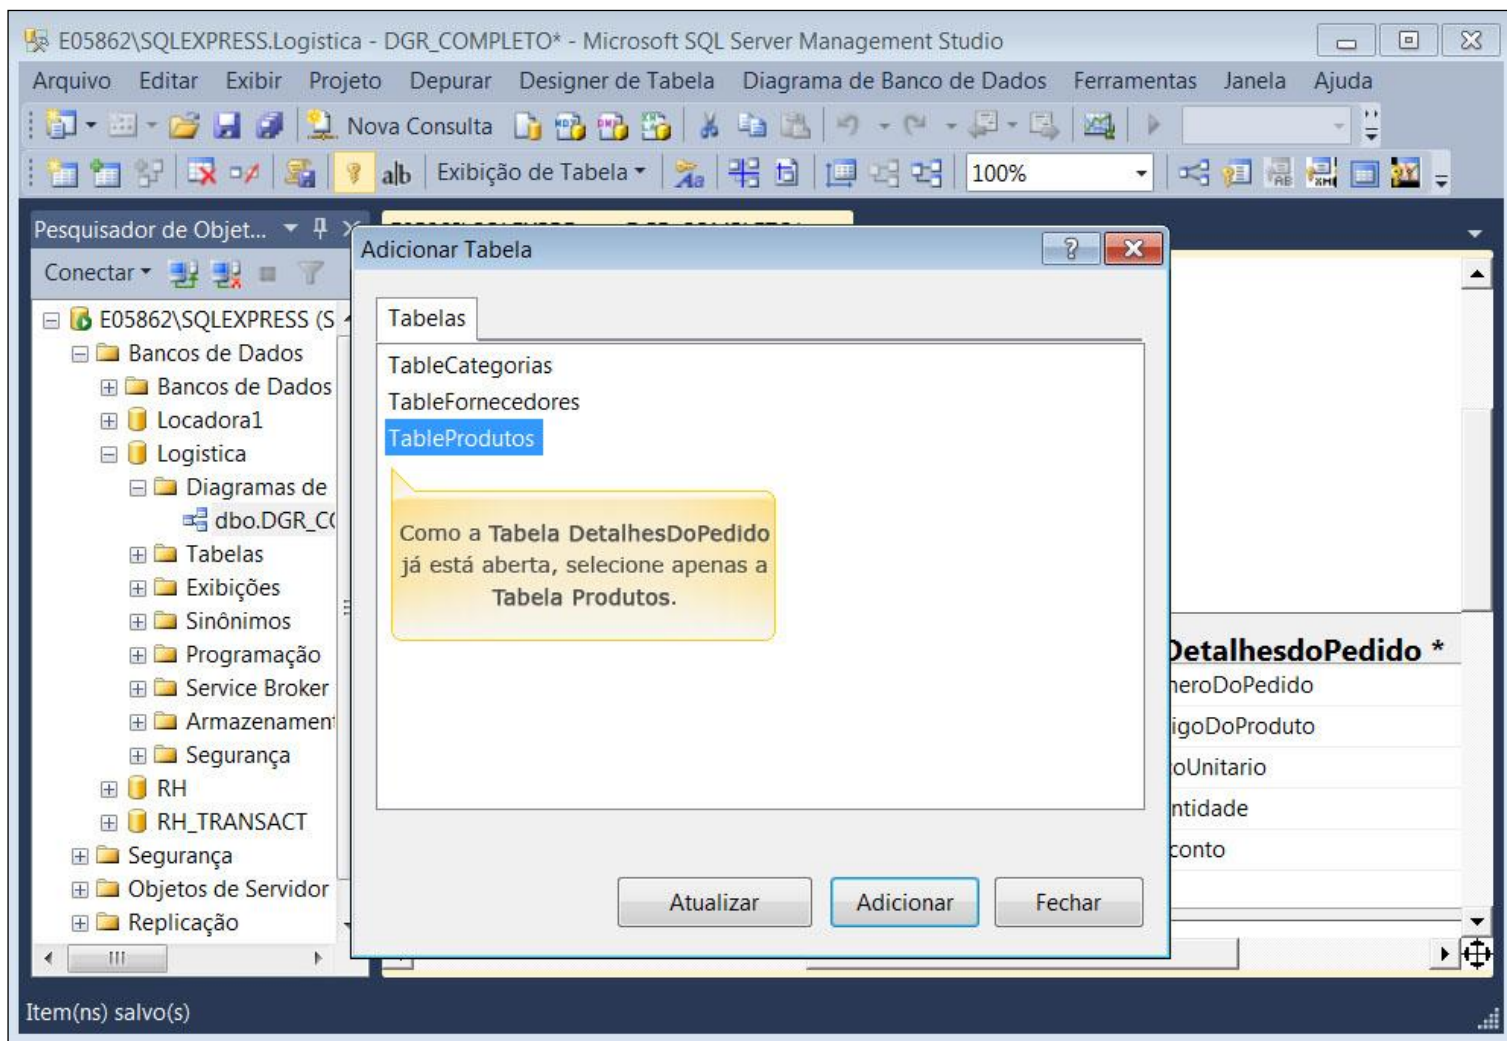 E05862\SQLEXPRESS.Logistica - DGR_COMPLETO* - Microsoft SQL Server Management Studio
Arquivo Editar Exibir Projeto Depurar Designer de Tabela Diagrama de Banco de Dados Ferramentas Janela Ajuda
Nova Consulta
Exibição de Tabela 100%
Pesquisador de Objet...
Conectar
E05862\SQLEXPRESS (S
Bancos de Dados
Bancos de Dados
Locadora1
Logistica
Diagramas de
dbo.DGR_C
Tabelas
Exibições
Sinônimos
Programação
Service Broker
Armazenamen
Segurança
RH
RH_TRANSACT
Segurança
Objetos de Servidor
Replicação
Adicionar Tabela
Tabelas
TableCategorias
TableFornecedores
TableProdutos
Como a Tabela DetalhesDoPedido
já está aberta, selecione apenas a
Tabela Produtos.
Atualizar Adicionar Fechar
DetalhesdoPedido *
neroDoPedido
igoDoProduto
oUnitario
ntidade
conto
Item(ns) salvo(s)